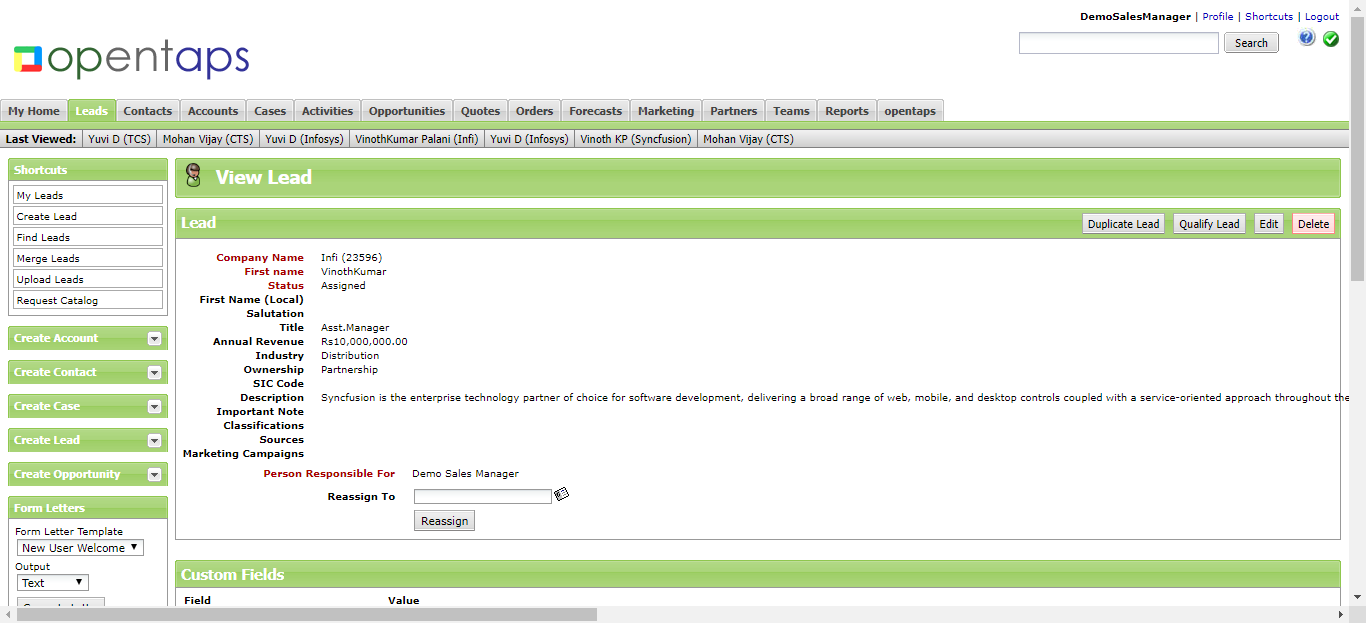 DemoSalesManager | Profile | Shortcuts | Logout
opentaps
Search
My Home Leads Contacts Accounts Cases Activities Opportunities Quotes Orders Forecasts Marketing Partners Teams Reports opentaps
Last Viewed: Yuvi D (TCS) Mohan Vijay (CTS) Yuvi D (Infosys) VinothKumar Palani (Infi) Yuvi D (Infosys) Vinoth KP (Syncfusion) Mohan Vijay (CTS)
Shortcuts
My Leads
Create Lead
Find Leads
Merge Leads
Upload Leads
Request Catalog
Create Account
Create Contact
Create Case
Create Lead
Create Opportunity
Form Letters
Form Letter Template
New User Welcome
Output
Text
View Lead
Lead
Duplicate Lead Qualify Lead Edit Delete
Company Name Infi (23596)
First name VinothKumar
Status Assigned
First Name (Local)
Salutation
Title Asst.Manager
Annual Revenue Rs10,000,000.00
Industry Distribution
Ownership Partnership
SIC Code
Description Syncfusion is the enterprise technology partner of choice for software development, delivering a broad range of web, mobile, and desktop controls coupled with a service-oriented approach throughout the
Important Note
Classifications
Sources
Marketing Campaigns
Person Responsible For Demo Sales Manager
Reassign To
Reassign
Custom Fields
Field Value